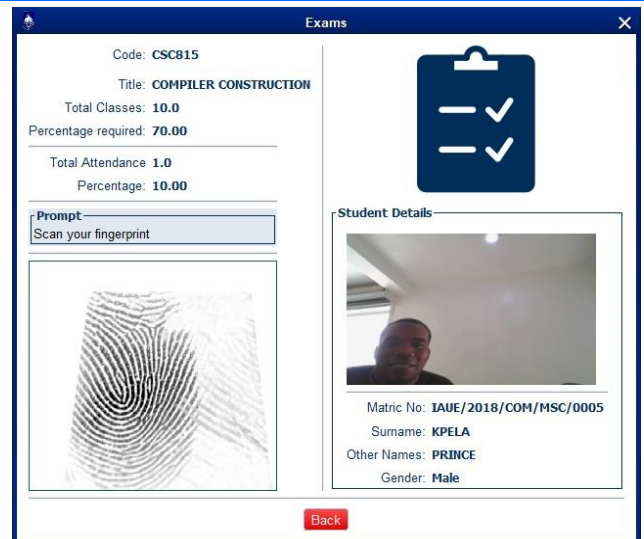 Exams
Code: CSC815
Title: COMPILER CONSTRUCTION
Total Classes: 10.0
Percentage required: 70.00
Total Attendance 1.0
Percentage: 10.00
Prompt
Scan your fingerprint
Student Details
Matric No: IAUE/2018/COM/MSC/0005
Surname: KPELA
Other Names: PRINCE
Gender: Male
Back